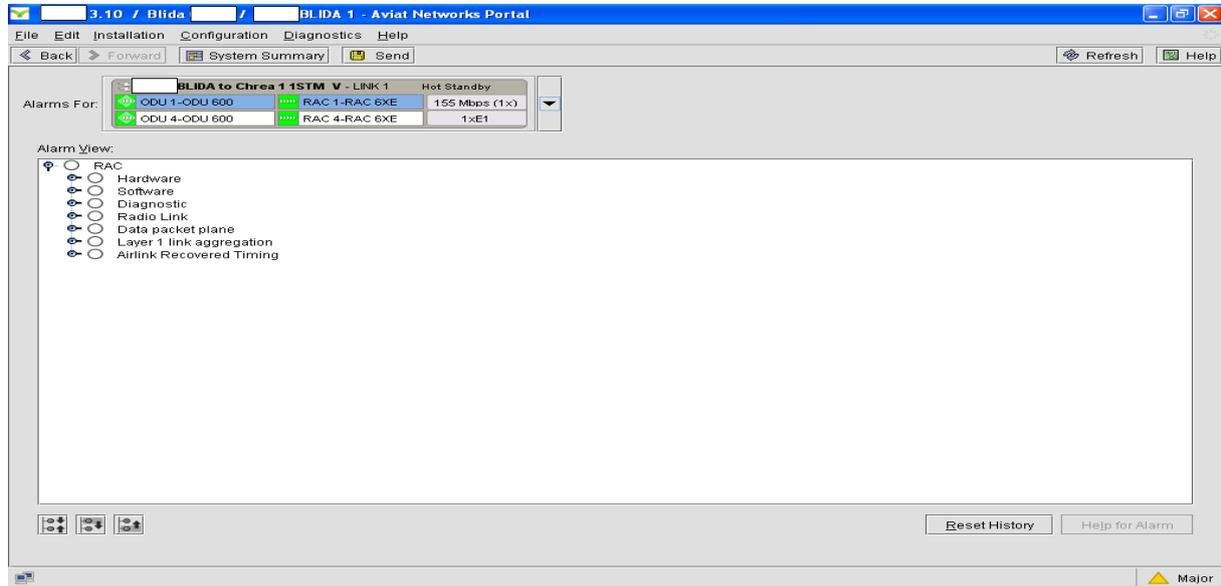 3.10 / Blida / BLIDA 1 - Aviat Networks Portal
File Edit Installation Configuration Diagnostics Help
Back Forward System Summary Send Refresh Help
Alarms For:
BLIDA to Chrea 1 1STM V - LINK 1 Hot Standby
ODU 1-ODU 600 RAC 1-RAC 6XE 155 Mbps (1x)
ODU 4-ODU 600 RAC 4-RAC 6XE 1xE1
Alarm View:
RAC
Hardware
Software
Diagnostic
Radio Link
Data packet plane
Layer 1 link aggregation
Airlink Recovered Timing
Reset History Help for Alarm
Major